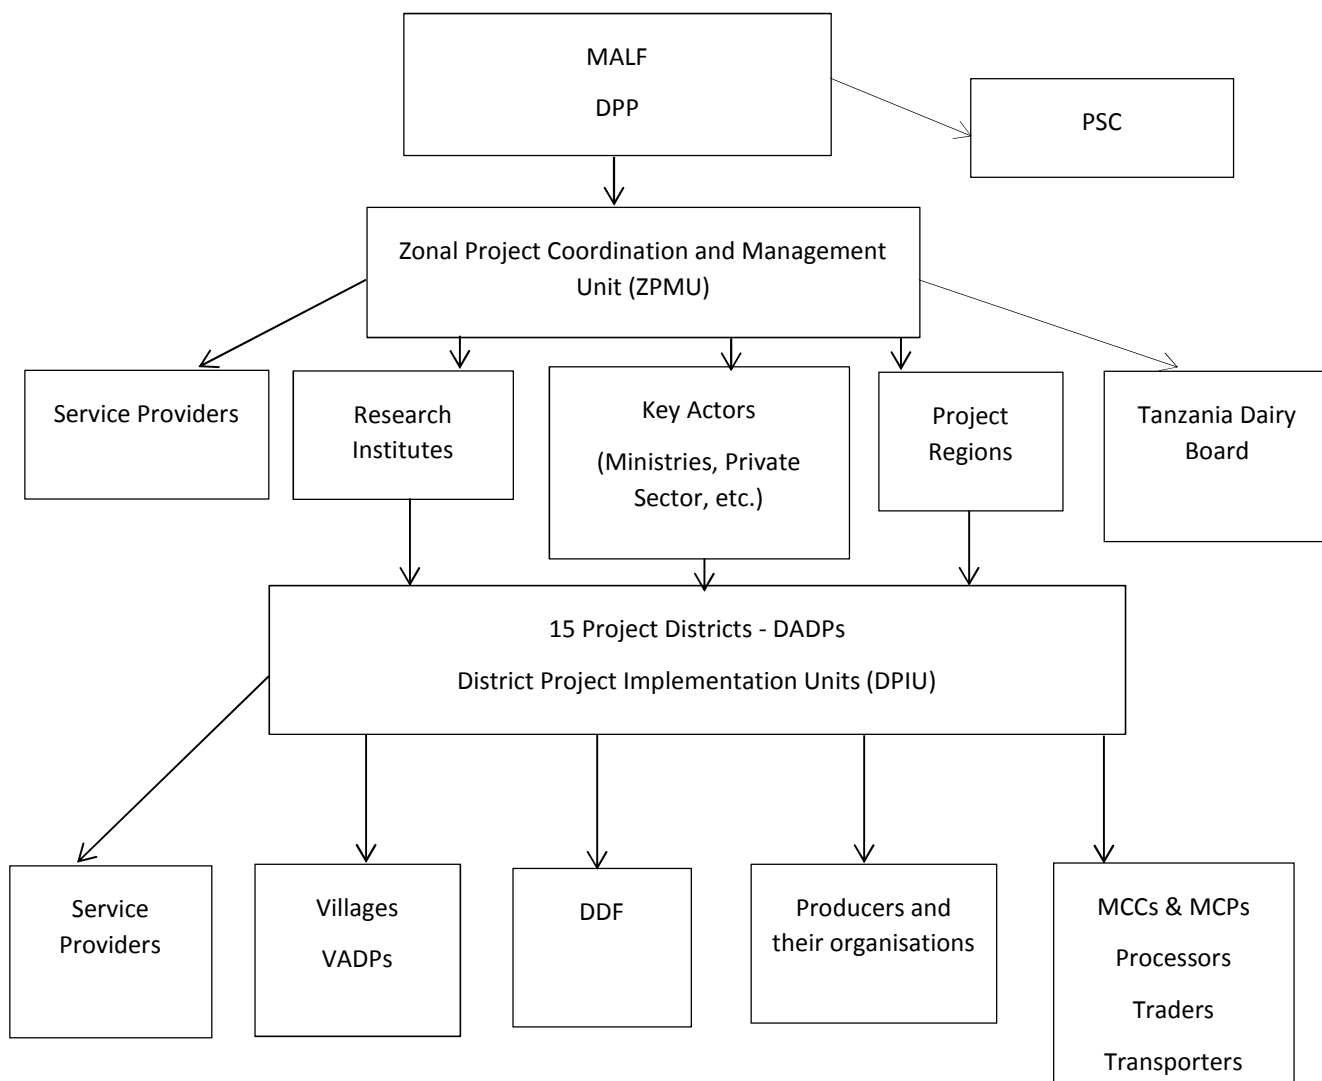 MALF
DPP
PSC
Zonal Project Coordination and Management
Unit (ZPMU)
Service Providers
Research
Institutes
Key Actors
(Ministries, Private
Sector, etc.)
Project
Regions
Tanzania Dairy
Board
15 Project Districts - DADPs
District Project Implementation Units (DPIU)
Service
Providers
Villages
VADPs
DDF
Producers and
their organisations
MCCs & MCPs
Processors
Traders
Transporters